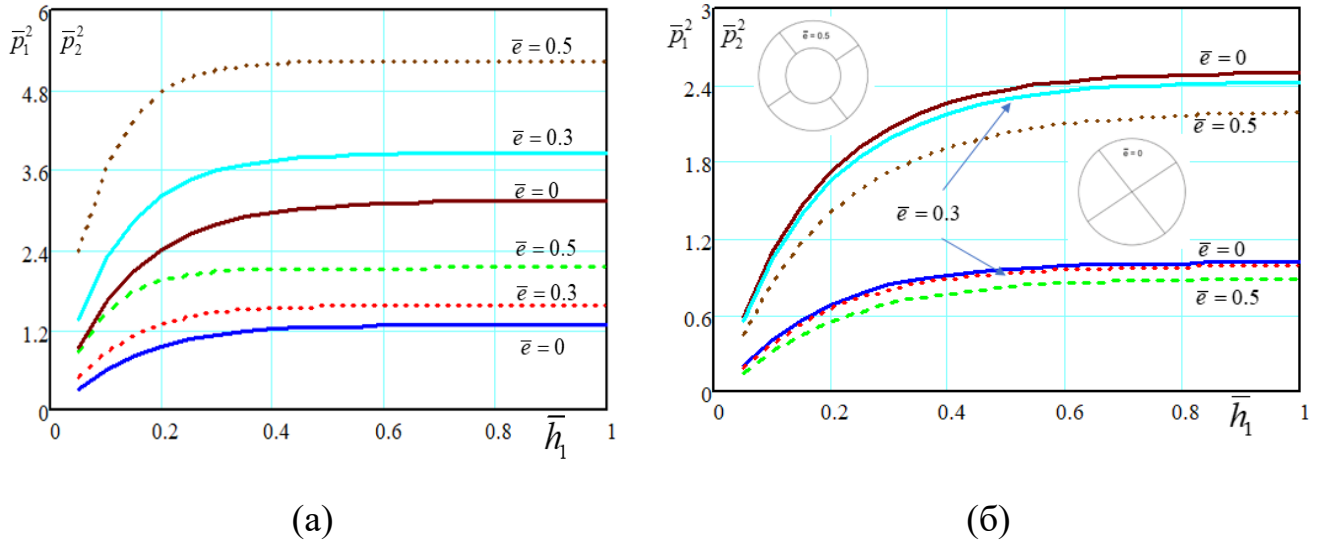 6
p̅₁² p̅₂²
e̅ = 0.5
4.8
e̅ = 0.3
3.6
e̅ = 0
2.4
e̅ = 0.5
e̅ = 0.3
1.2
e̅ = 0
0
0 0.2 0.4 0.6 0.8 h̅₁ 1
(а)
3
p̅₁² p̅₂²
e̅ = 0.5
e̅ = 0
2.4
e̅ = 0.5
1.8
e̅ = 0
e̅ = 0.3
1.2
e̅ = 0
0.6
e̅ = 0.5
0
0 0.2 0.4 0.6 0.8 h̅₁ 1
(б)